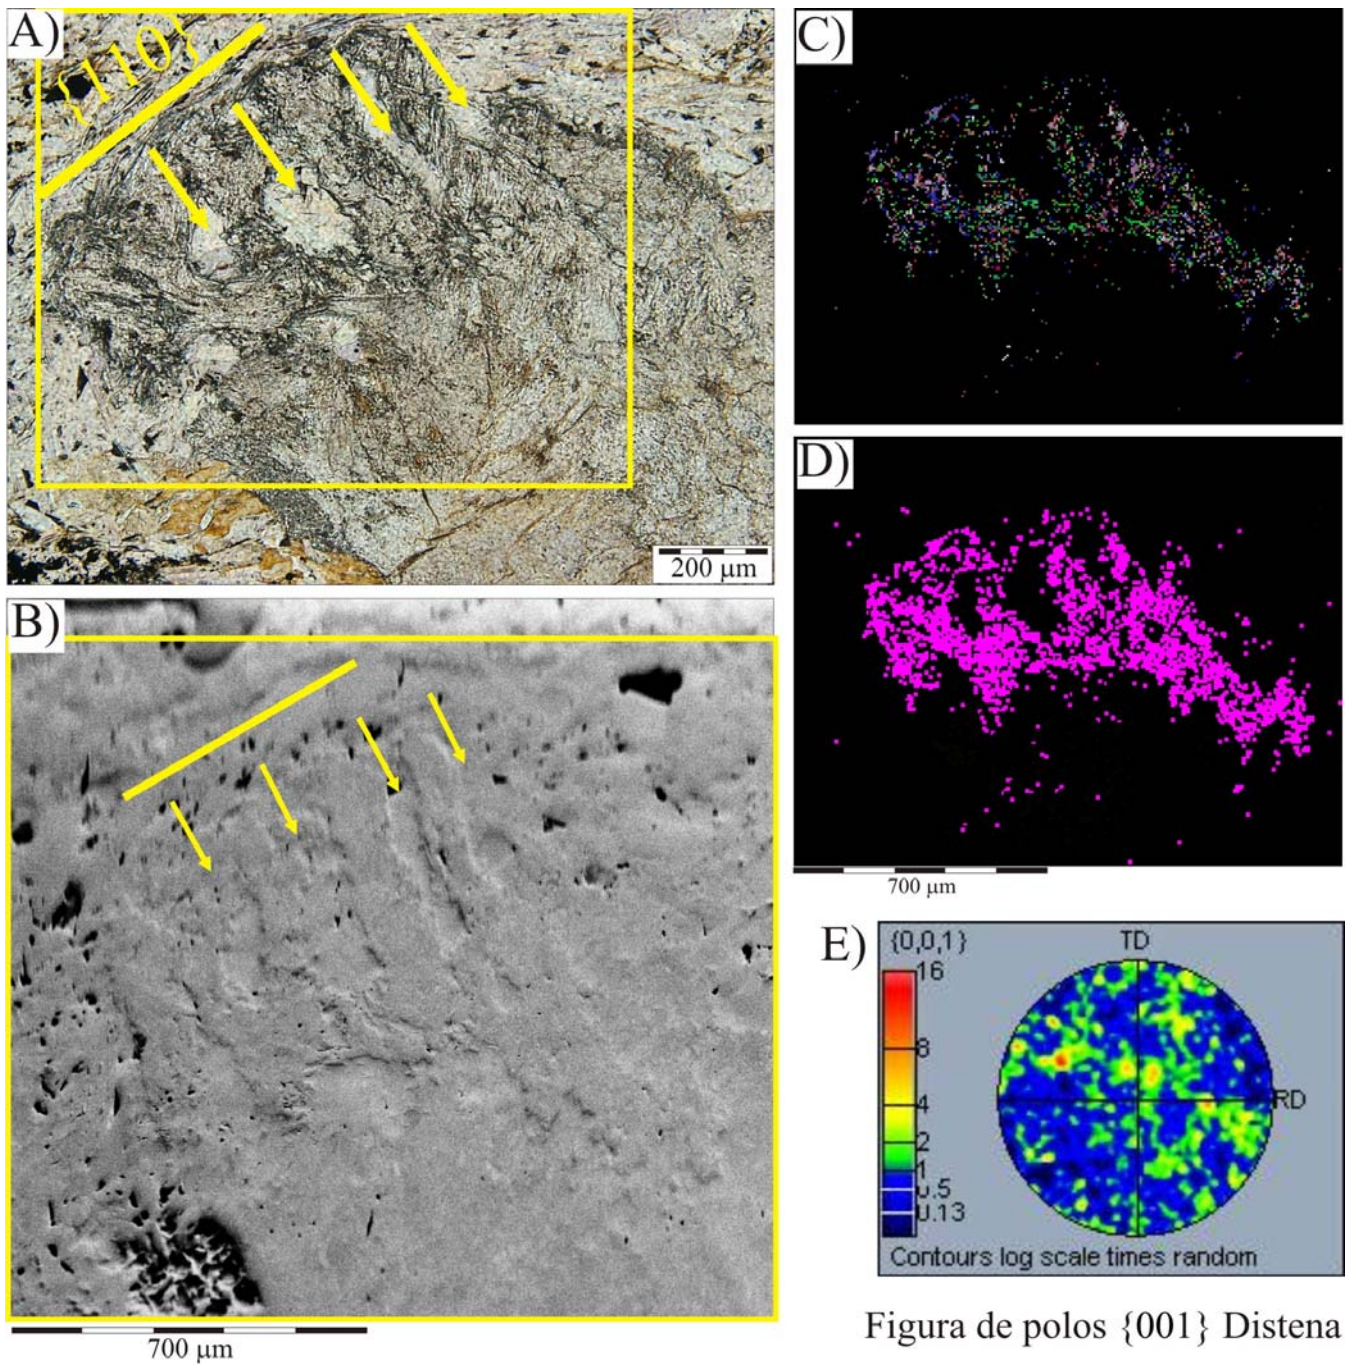 A)
{110}
200 μm
B)
700 μm
C)
D)
700 μm
E)
{0,0,1}
TD
16
8
4
2
1
0.5
0.13
RD
Contours log scale times random
Figura de polos {001} Distena